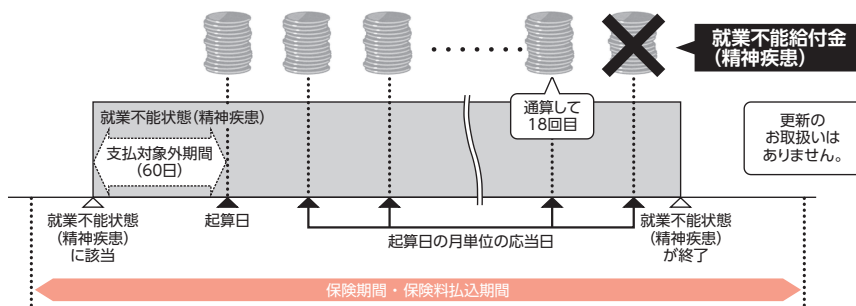 就業不能給付金
(精神疾患)
就業不能状態(精神疾患)
支払対象外期間
(60日)
通算して
18回目
更新の
お取扱いは
ありません。
就業不能状態
(精神疾患)
に該当
起算日
起算日の月単位の応当日
就業不能状態
(精神疾患)
が終了
保険期間・保険料払込期間